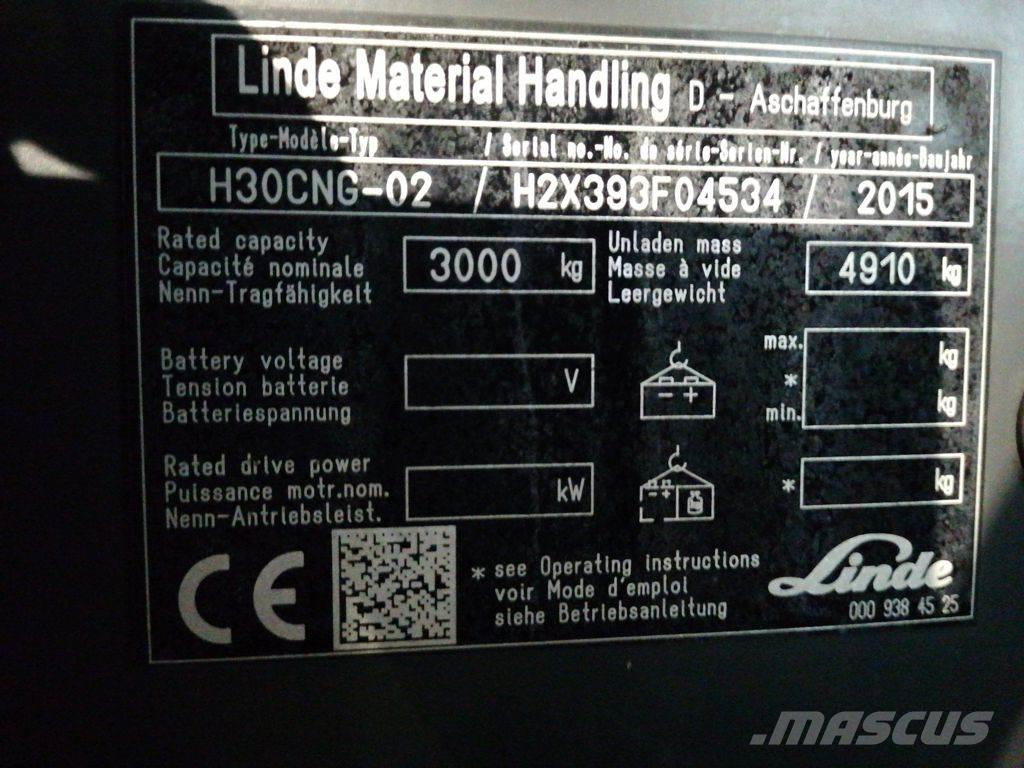 Linde Material Handling D - Aschaffenburg
Type-Modèle-Typ / Serial no.-No. de série-Serien-Nr. / year-année-Baujahr
H30CNG-02 / H2X393F04534 / 2015
Rated capacity
Capacité nominale
Nenn-Tragfähigkeit
3000 kg
Unladen mass
Masse à vide
Leergewicht
4910 kg
Battery voltage
Tension batterie
Batteriespannung
V
- +
max. kg
*
min. kg
Rated drive power
Puissance motr.nom.
Nenn-Antriebsleist.
kW
- +
* kg
CE
* see Operating instructions
voir Mode d'emploi
siehe Betriebsanleitung
Linde
000 938 45 25
.MASCUS